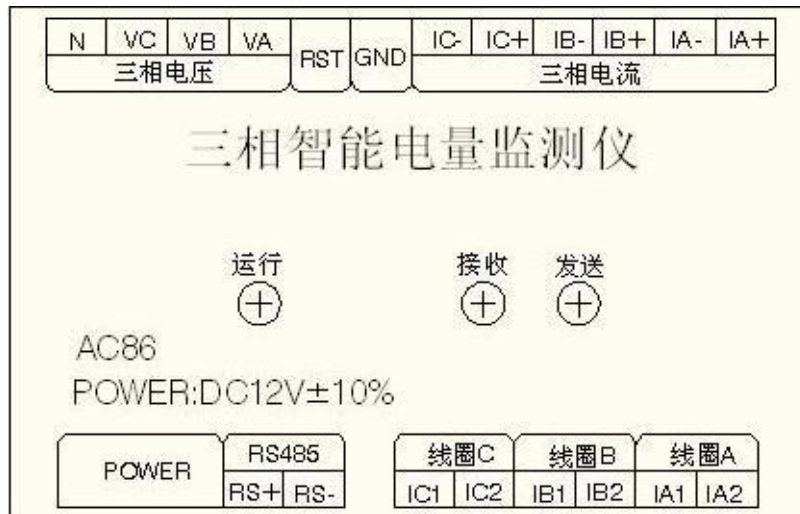 N VC VB VA RST GND IC- IC+ IB- IB+ IA- IA+
三相电压 三相电流
三相智能电量监测仪
运行 接收 发送
AC86
POWER:DC12V±10%
POWER RS485 线圈C 线圈B 线圈A
RS+ RS- IC1 IC2 IB1 IB2 IA1 IA2